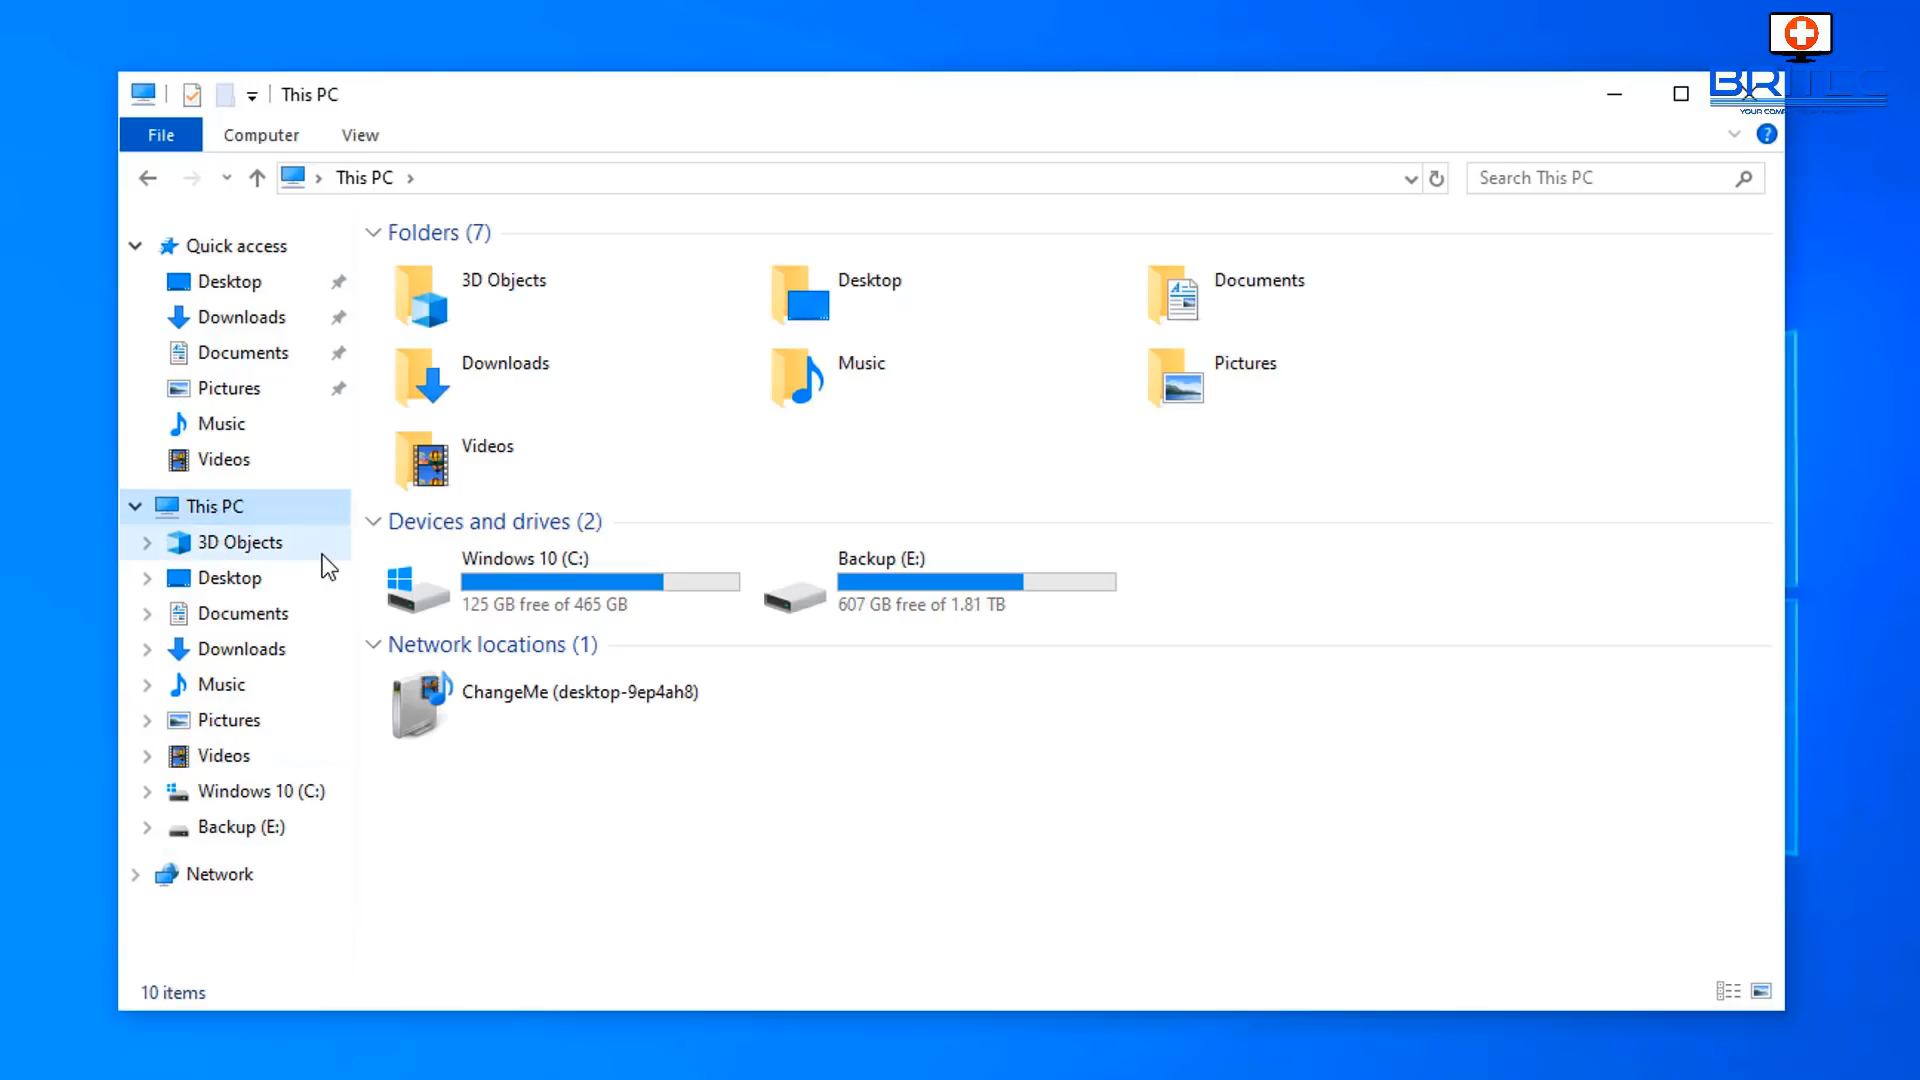 This PC
BRITEC
File
Computer
View
This PC
Search This PC
Quick access
Desktop
Downloads
Documents
Pictures
Music
Videos
This PC
3D Objects
Desktop
Documents
Downloads
Music
Pictures
Videos
Windows 10 (C:)
Backup (E:)
Network
Folders (7)
3D Objects
Desktop
Documents
Downloads
Music
Pictures
Videos
Devices and drives (2)
Windows 10 (C:)
125 GB free of 465 GB
Backup (E:)
607 GB free of 1.81 TB
Network locations (1)
ChangeMe (desktop-9ep4ah8)
10 items